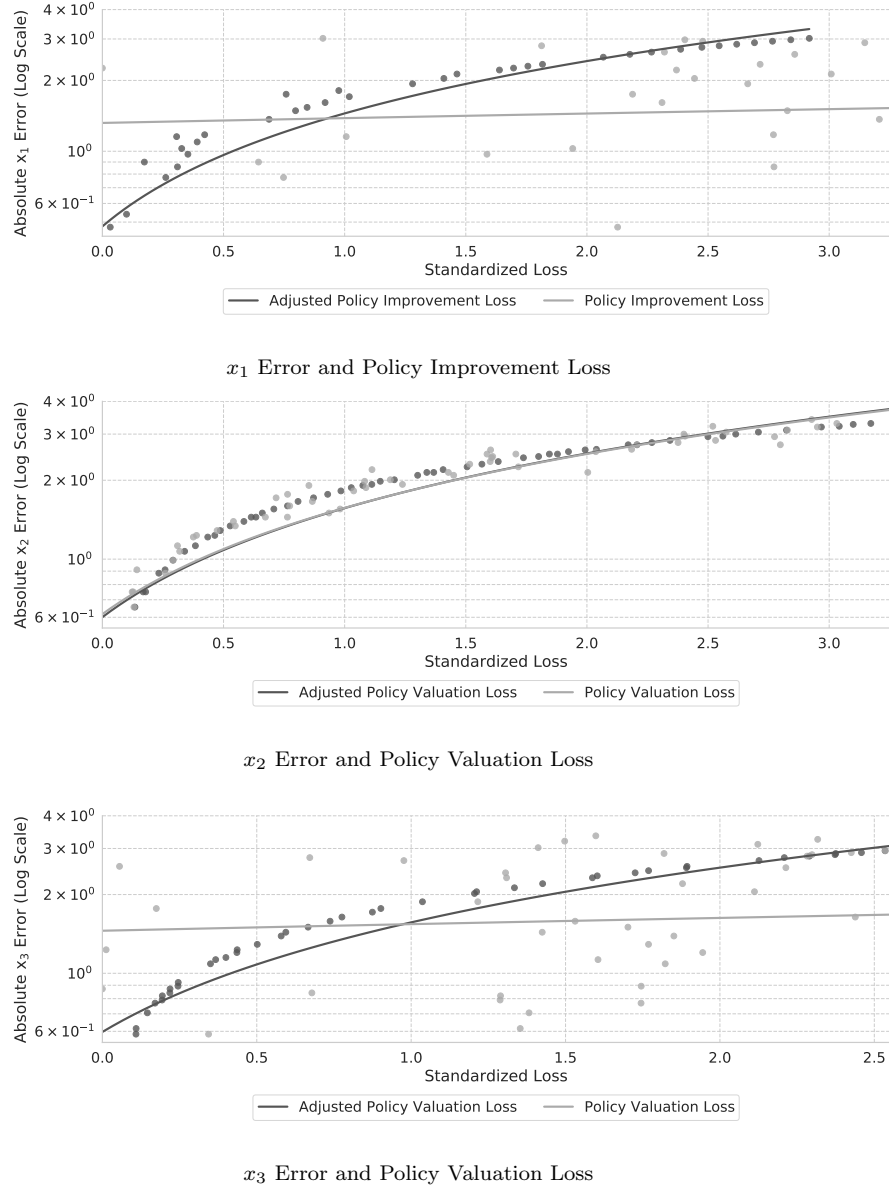 4 × 10⁰
3 × 10⁰
2 × 10⁰
10⁰
6 × 10⁻¹
Absolute x₁ Error (Log Scale)
0.0 0.5 1.0 1.5 2.0 2.5 3.0
Standardized Loss
Adjusted Policy Improvement Loss Policy Improvement Loss
x₁ Error and Policy Improvement Loss
4 × 10⁰
3 × 10⁰
2 × 10⁰
10⁰
6 × 10⁻¹
Absolute x₂ Error (Log Scale)
0.0 0.5 1.0 1.5 2.0 2.5 3.0
Standardized Loss
Adjusted Policy Valuation Loss Policy Valuation Loss
x₂ Error and Policy Valuation Loss
4 × 10⁰
3 × 10⁰
2 × 10⁰
10⁰
6 × 10⁻¹
Absolute x₃ Error (Log Scale)
0.0 0.5 1.0 1.5 2.0 2.5
Standardized Loss
Adjusted Policy Valuation Loss Policy Valuation Loss
x₃ Error and Policy Valuation Loss